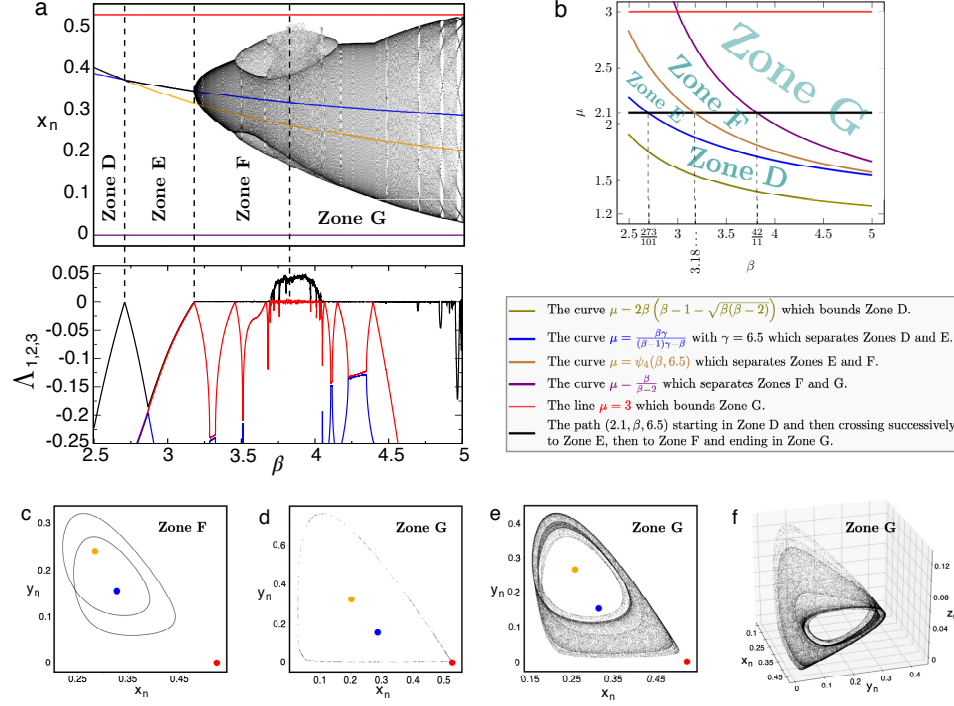 a
0.5
0.4
0.3
0.2
0.1
0
x_n
Zone D
Zone E
Zone F
Zone G
0.05
0
-0.05
-0.1
-0.15
-0.2
-0.25
Λ_{1,2,3}
2.5 3 3.5 4 4.5 5
β
b
3
2.5
2.1
2
1.5
1.2
μ
Zone G
Zone F
Zone E
Zone D
2.5 273/101 3 3.18... 3.5 42/11 4 4.5 5
β
The curve μ − 2β (β − 1 − √β(β−2)) which bounds Zone D.
The curve μ = βγ/((β−1)γ−β) with γ = 6.5 which separates Zones D and E.
The curve μ = ψ₄(β, 6.5) which separates Zones E and F.
The curve μ − β/(β−2) which separates Zones F and G.
The line μ = 3 which bounds Zone G.
The path (2.1, β, 6.5) starting in Zone D and then crossing successively
to Zone E, then to Zone F and ending in Zone G.
c
Zone F
0.3
0.2
0.1
0
y_n
0.25 0.35 0.45
x_n
d
Zone G
0.5
0.4
0.3
0.2
0.1
0
y_n
0.1 0.2 0.3 0.4 0.5
x_n
e
Zone G
0.4
0.3
0.2
0.1
0
y_n
0.15 0.25 0.35 0.45
x_n
f
Zone G
0.12
0.08
0.04
0
0.1
0.15
0.25
0.35
0.45
x_n
0 0.1 0.2 0.3 0.4
y_n